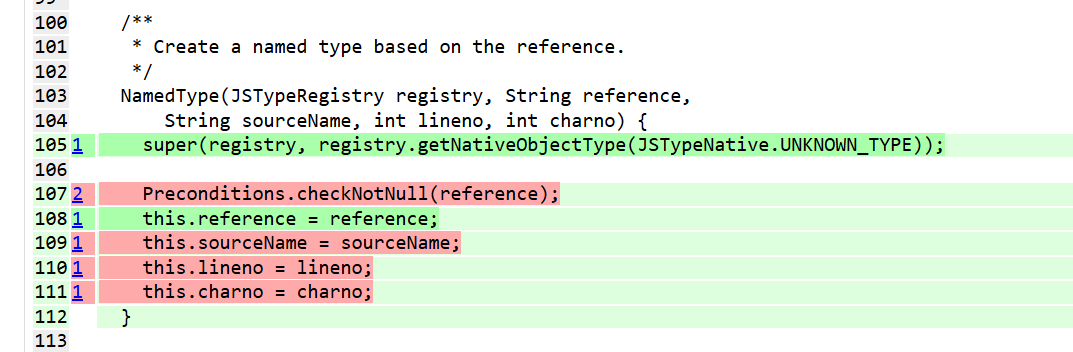 100 /**
101 * Create a named type based on the reference.
102 */
103 NamedType(JSTypeRegistry registry, String reference,
104 String sourceName, int lineno, int charno) {
105 1 super(registry, registry.getNativeObjectType(JSTypeNative.UNKNOWN_TYPE));
106
107 2 Preconditions.checkNotNull(reference);
108 1 this.reference = reference;
109 1 this.sourceName = sourceName;
110 1 this.lineno = lineno;
111 1 this.charno = charno;
112 }
113